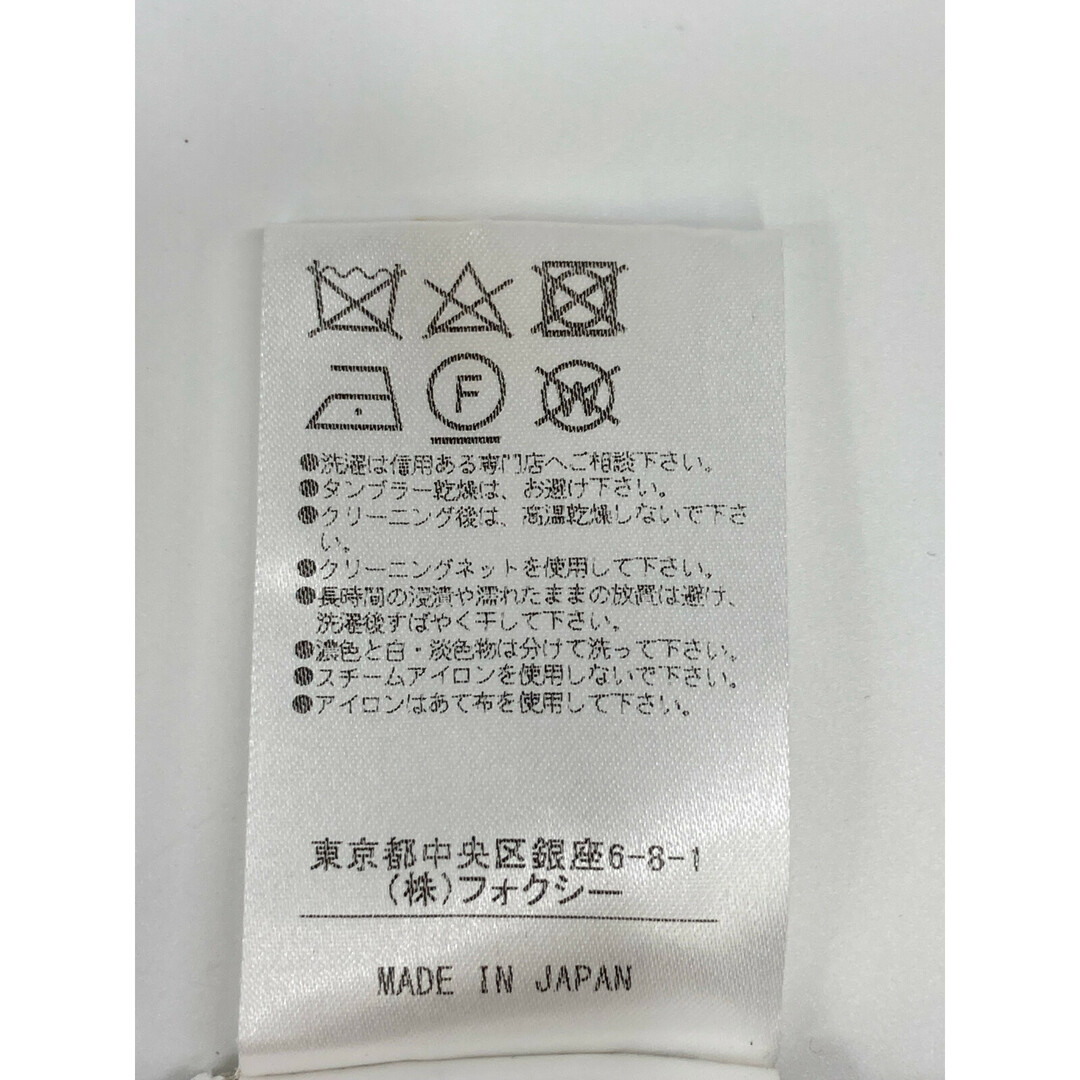 F W
●洗濯は信用ある専門店へご相談下さい。
●タンブラー乾燥は、お避け下さい。
●クリーニング後は、高温乾燥しないで下さ
い。
●クリーニングネットを使用して下さい。
●長時間の浸漬や濡れたままの放置は避け、
洗濯後すばやく干して下さい。
●濃色と白・淡色物は分けて洗って下さい。
●スチームアイロンを使用しないで下さい。
●アイロンはあて布を使用して下さい。
東京都中央区銀座6-8-1
(株)フォクシー
MADE IN JAPAN